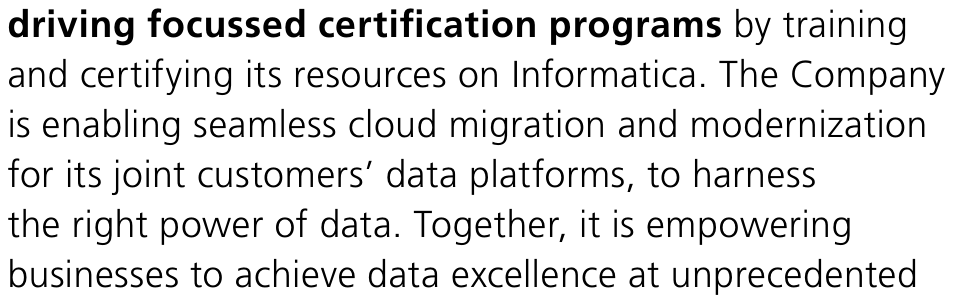 driving focussed certification programs by training
and certifying its resources on Informatica. The Company
is enabling seamless cloud migration and modernization
for its joint customers’ data platforms, to harness
the right power of data. Together, it is empowering
businesses to achieve data excellence at unprecedented